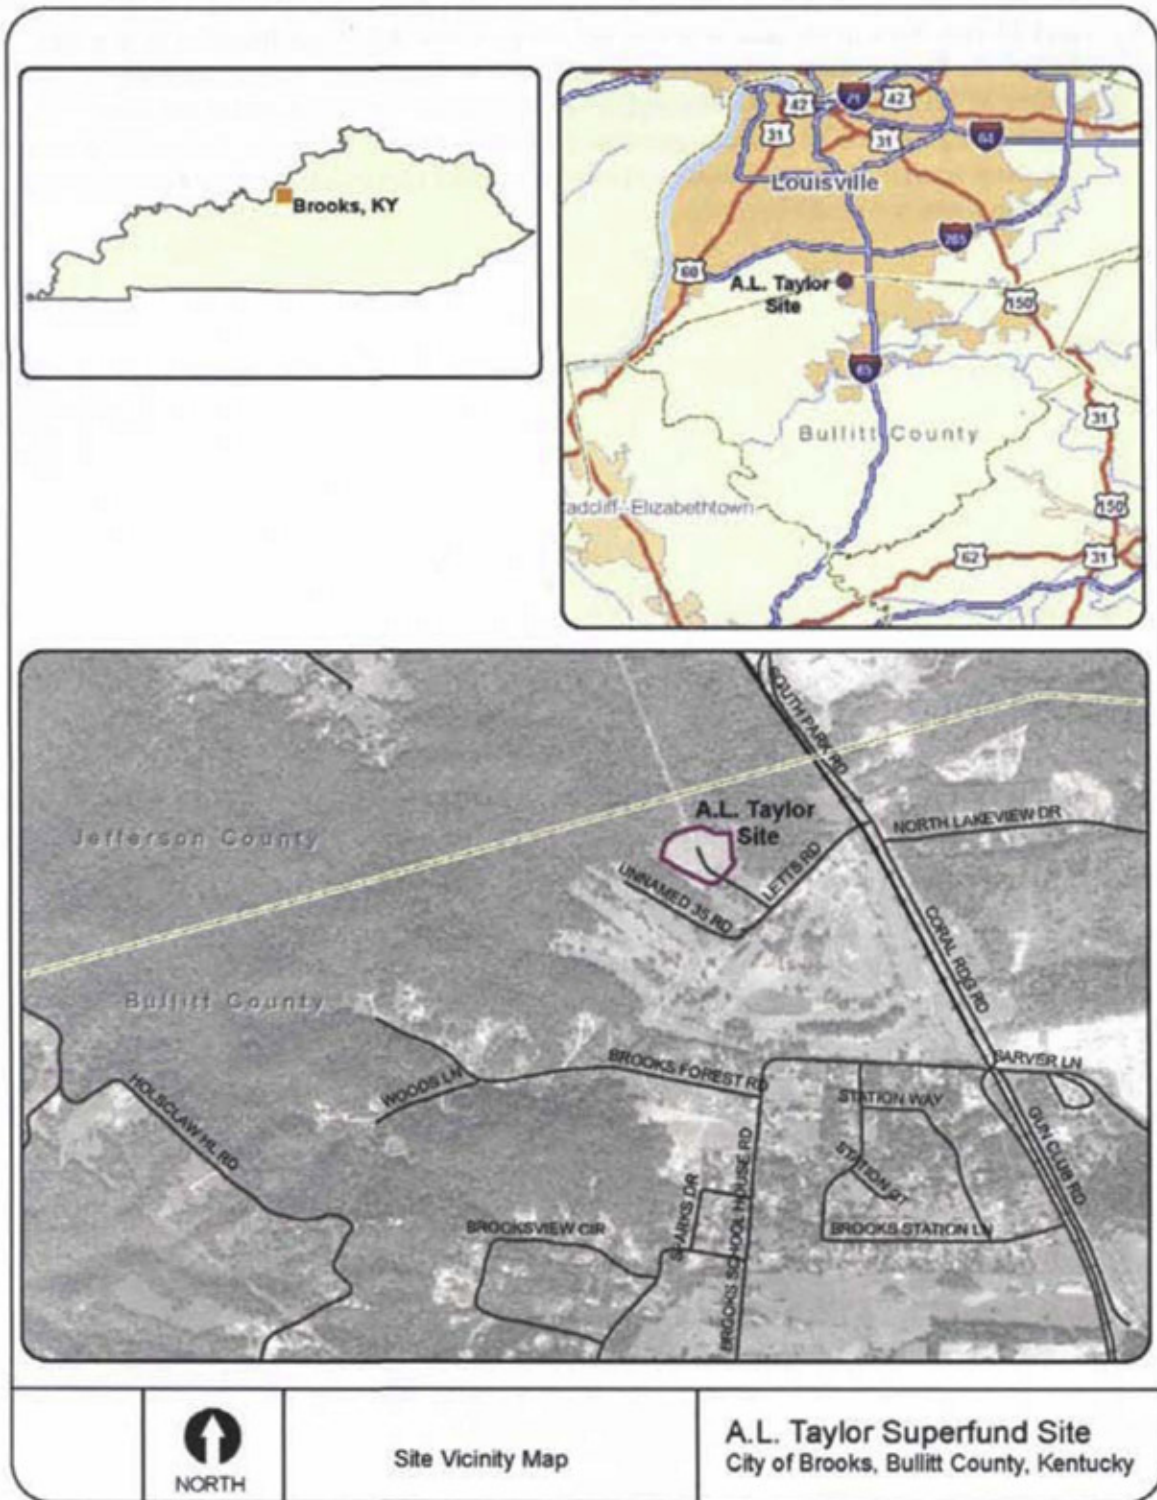 Brooks, KY
42
71
42
31
31
64
Louisville
265
60
A.L. Taylor
Site
150
65
31
Bullitt County
adcliff--Elizabethtown
150
62
31
SOUTH PARK RD
A.L. Taylor
Site
NORTH LAKEVIEW DR
Jefferson County
LETTS RD
UNNAMED 35 RD
CORAL RDG RD
Bullitt County
BROOKS FOREST RD
SARVER LN
WOODS LN
STATION WAY
HOLSCLAW HL RD
GUN CLUB RD
STATION CT
SPARKS DR
BROOKS SCHOOL HOUSE RD
BROOKSVIEW CIR
BROOKS STATION LN
NORTH
Site Vicinity Map
A.L. Taylor Superfund Site
City of Brooks, Bullitt County, Kentucky